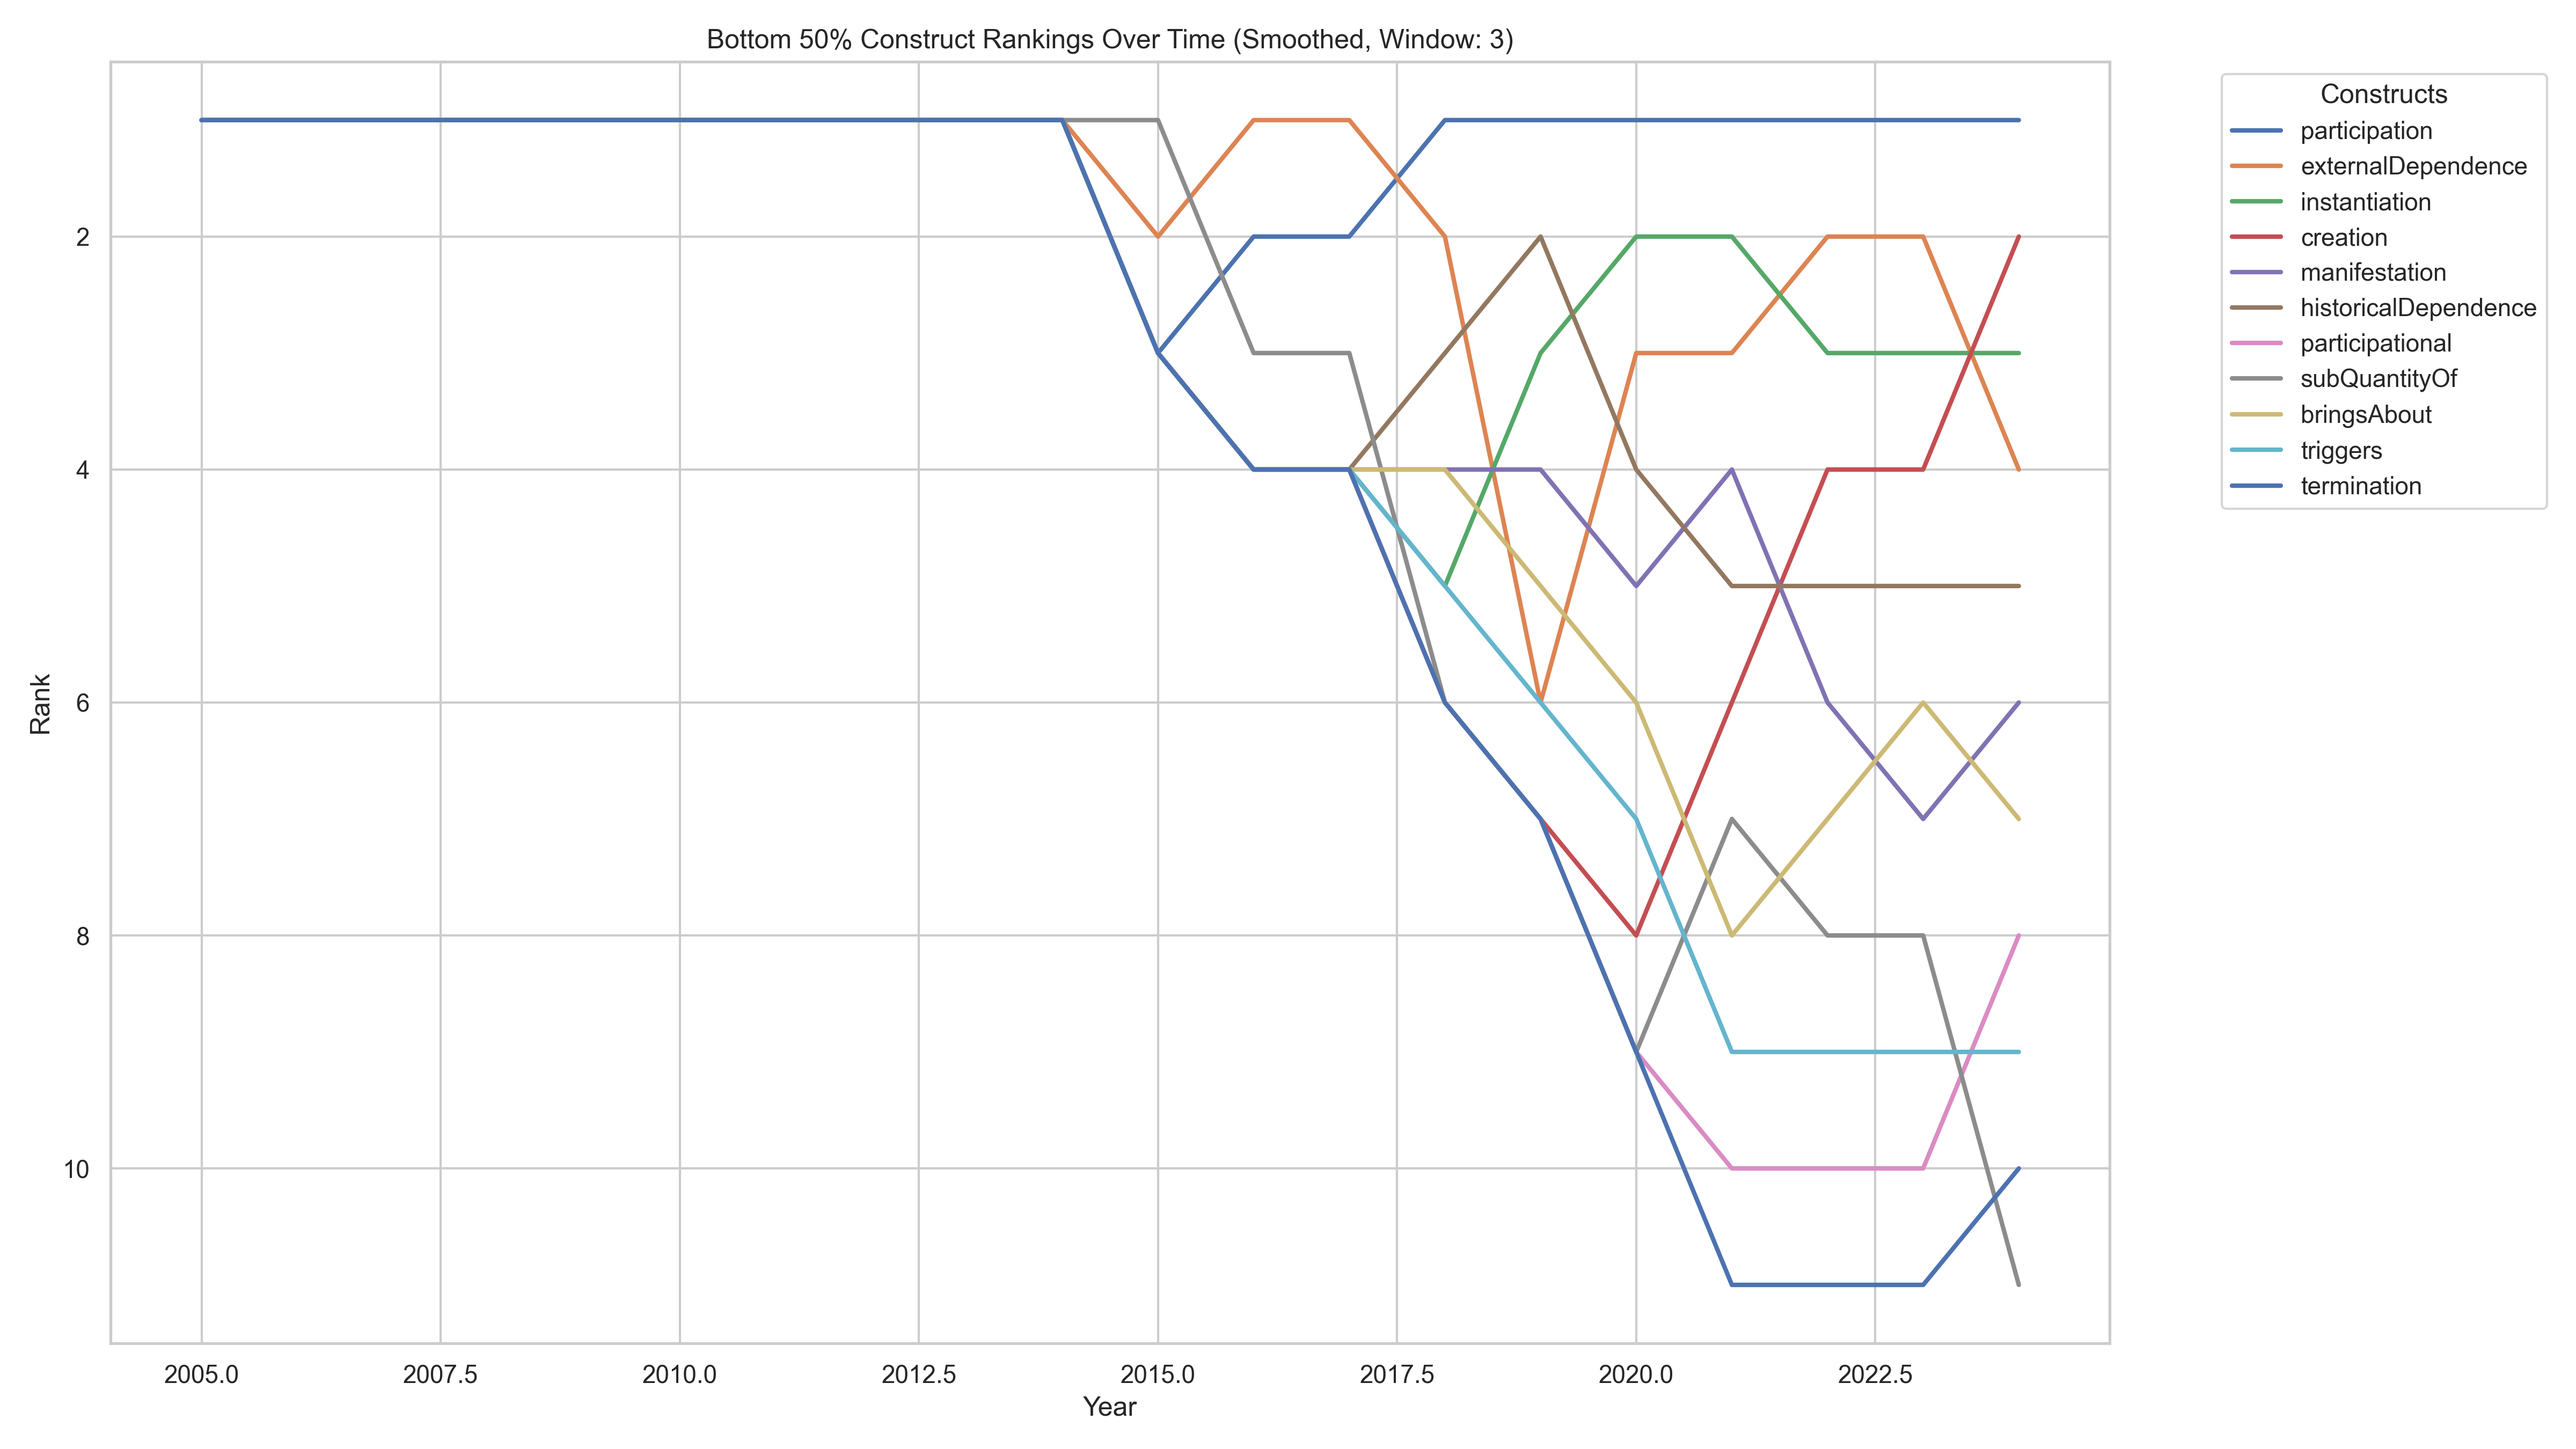 Bottom 50% Construct Rankings Over Time (Smoothed, Window: 3)
Constructs
participation
externalDependence
instantiation
creation
manifestation
historicalDependence
participational
subQuantityOf
bringsAbout
triggers
termination
Rank
2
4
6
8
10
2005.0 2007.5 2010.0 2012.5 2015.0 2017.5 2020.0 2022.5
Year